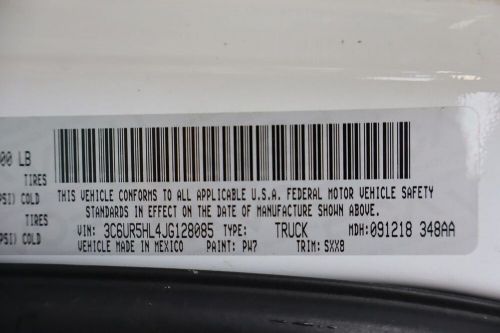 00 LB
TIRES
PSI) COLD
TIRES
PSI) COLD
THIS VEHICLE CONFORMS TO ALL APPLICABLE U.S.A. FEDERAL MOTOR VEHICLE SAFETY
STANDARDS IN EFFECT ON THE DATE OF MANUFACTURE SHOWN ABOVE.
VIN: 3C6UR5HL4JG128085 TYPE: TRUCK MDH: 091218 348AA
VEHICLE MADE IN MEXICO PAINT: PW7 TRIM: SXX8